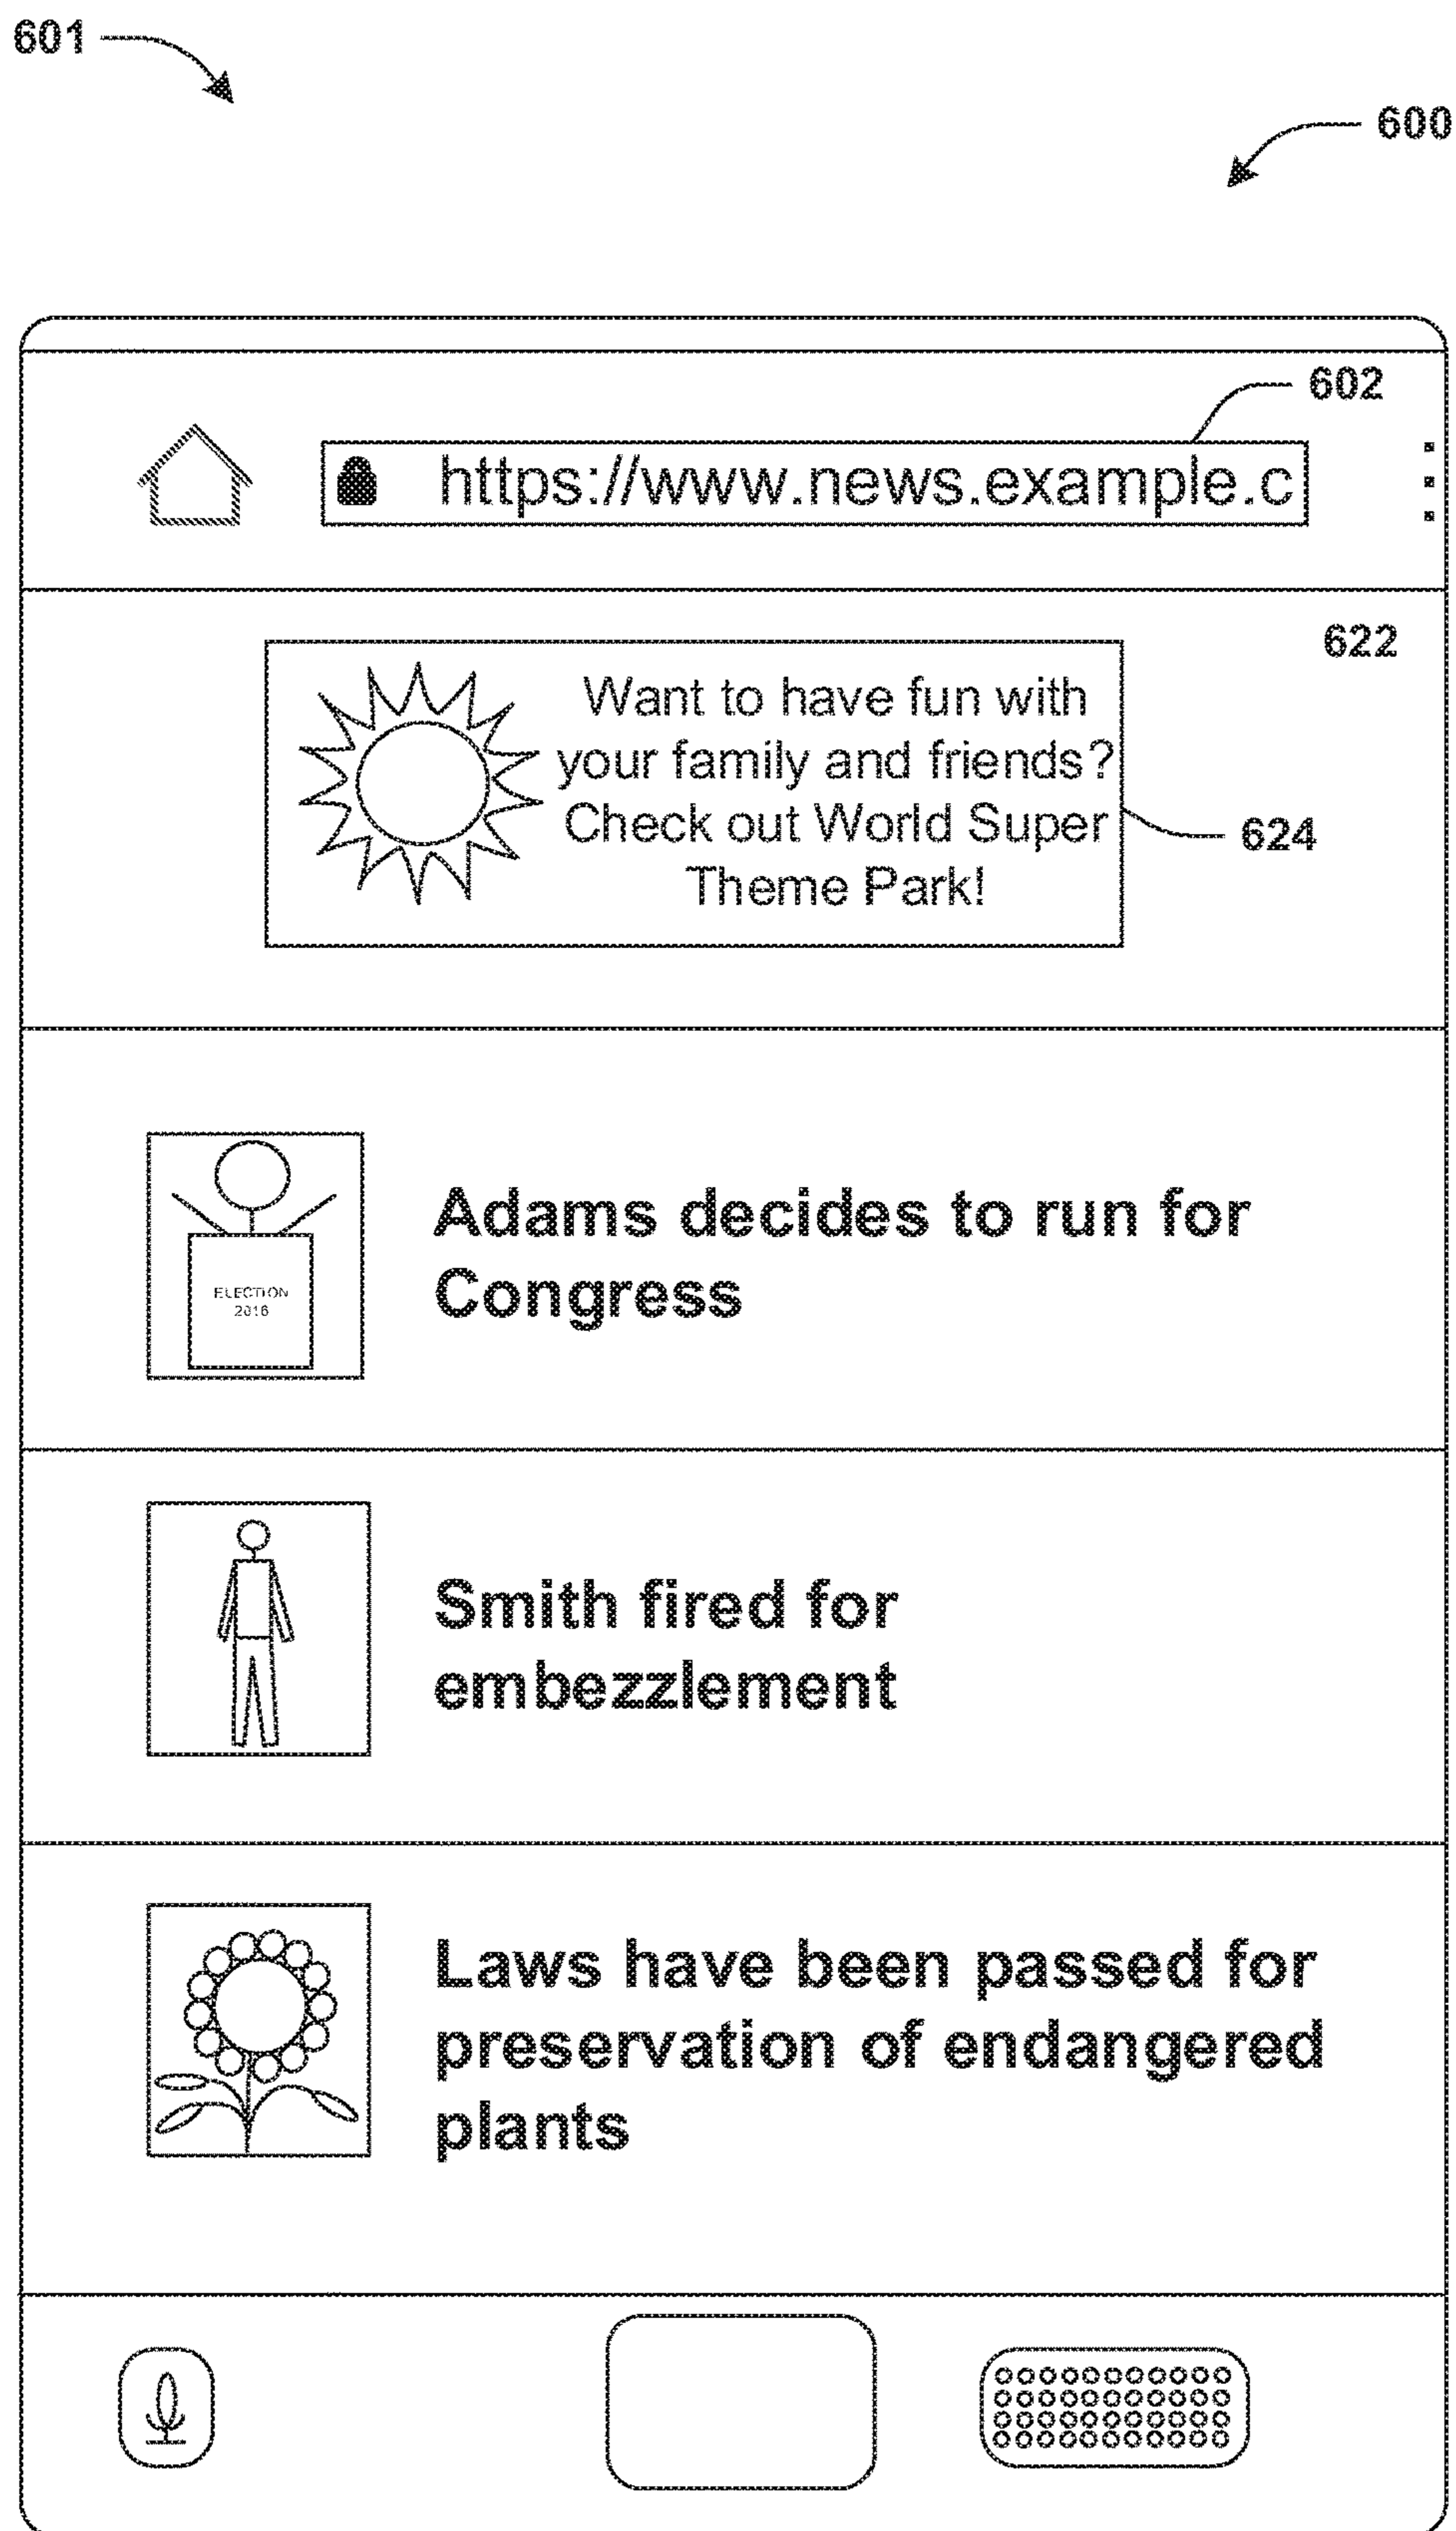 601
600
602
https://www.news.example.c
622
Want to have fun with
your family and friends?
Check out World Super
Theme Park!
624
ELECTION
2016
Adams decides to run for
Congress
Smith fired for
embezzlement
Laws have been passed for
preservation of endangered
plants